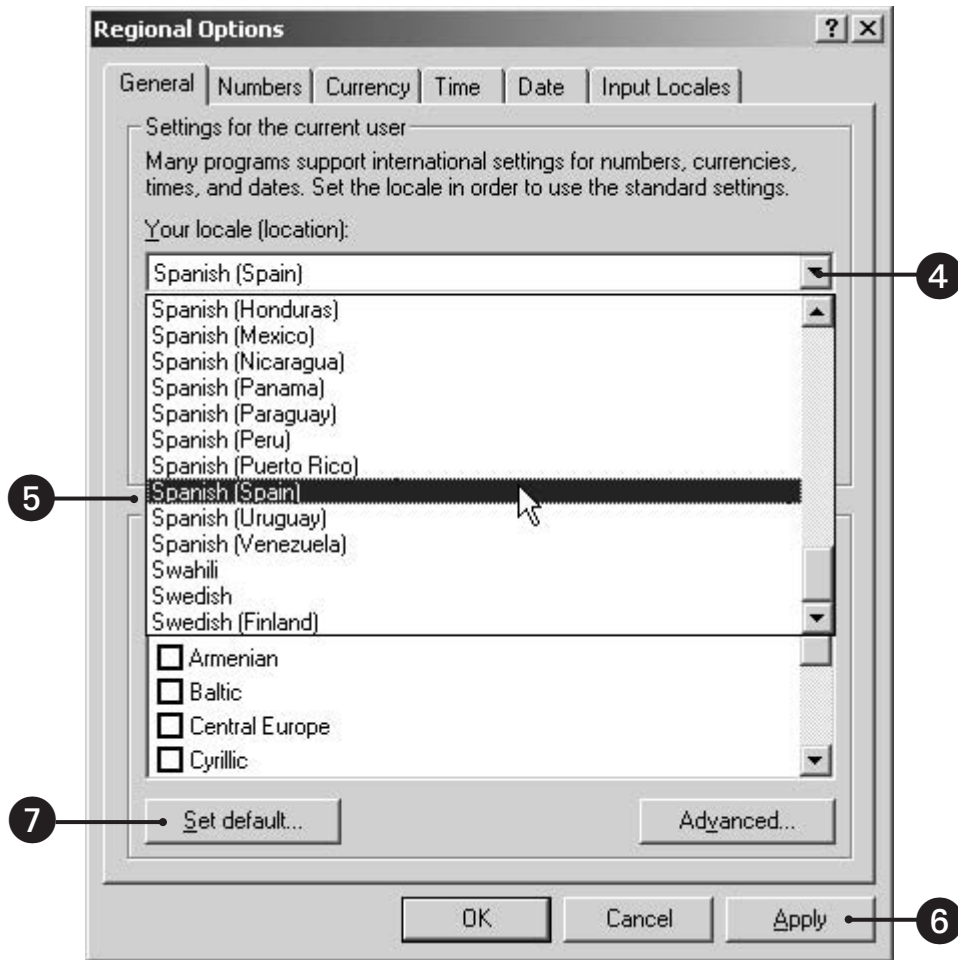 Regional Options
General Numbers Currency Time Date Input Locales
Settings for the current user
Many programs support international settings for numbers, currencies,
times, and dates. Set the locale in order to use the standard settings.
Your locale (location):
Spanish (Spain)
4
Spanish (Honduras)
Spanish (Mexico)
Spanish (Nicaragua)
Spanish (Panama)
Spanish (Paraguay)
Spanish (Peru)
Spanish (Puerto Rico)
5
Spanish (Spain)
Spanish (Uruguay)
Spanish (Venezuela)
Swahili
Swedish
Swedish (Finland)
Armenian
Baltic
Central Europe
Cyrillic
7
Set default... Advanced...
OK Cancel Apply
6